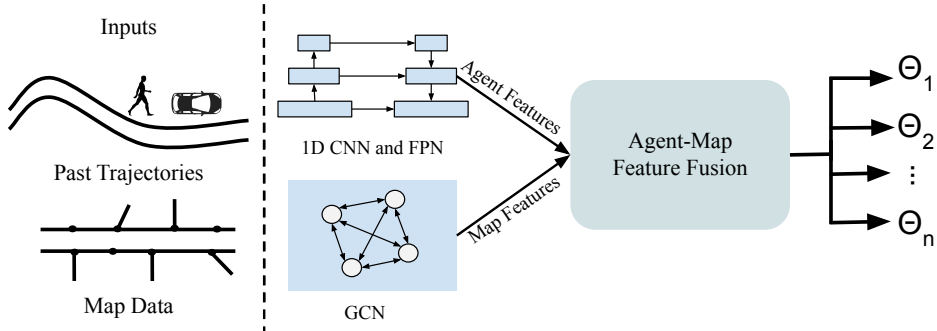 Inputs
Past Trajectories
Map Data
1D CNN and FPN
GCN
Agent Features
Map Features
Agent-Map
Feature Fusion
Θ1
Θ2
⋮
Θn